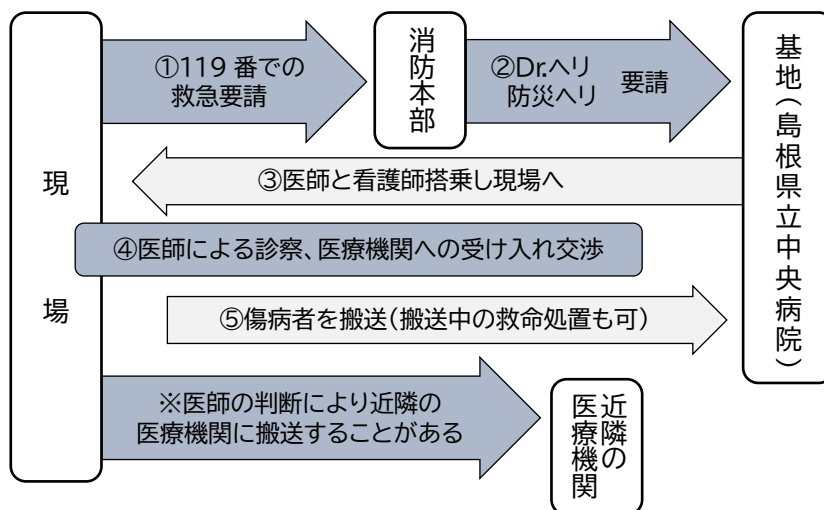 現場
①119 番での
救急要請
消防本部
②Dr.ヘリ
防災ヘリ
要請
基地(島根県立中央病院)
③医師と看護師搭乗し現場へ
④医師による診察、医療機関への受け入れ交渉
⑤傷病者を搬送(搬送中の救命処置も可)
※医師の判断により近隣の
医療機関に搬送することがある
近隣の
医療機関